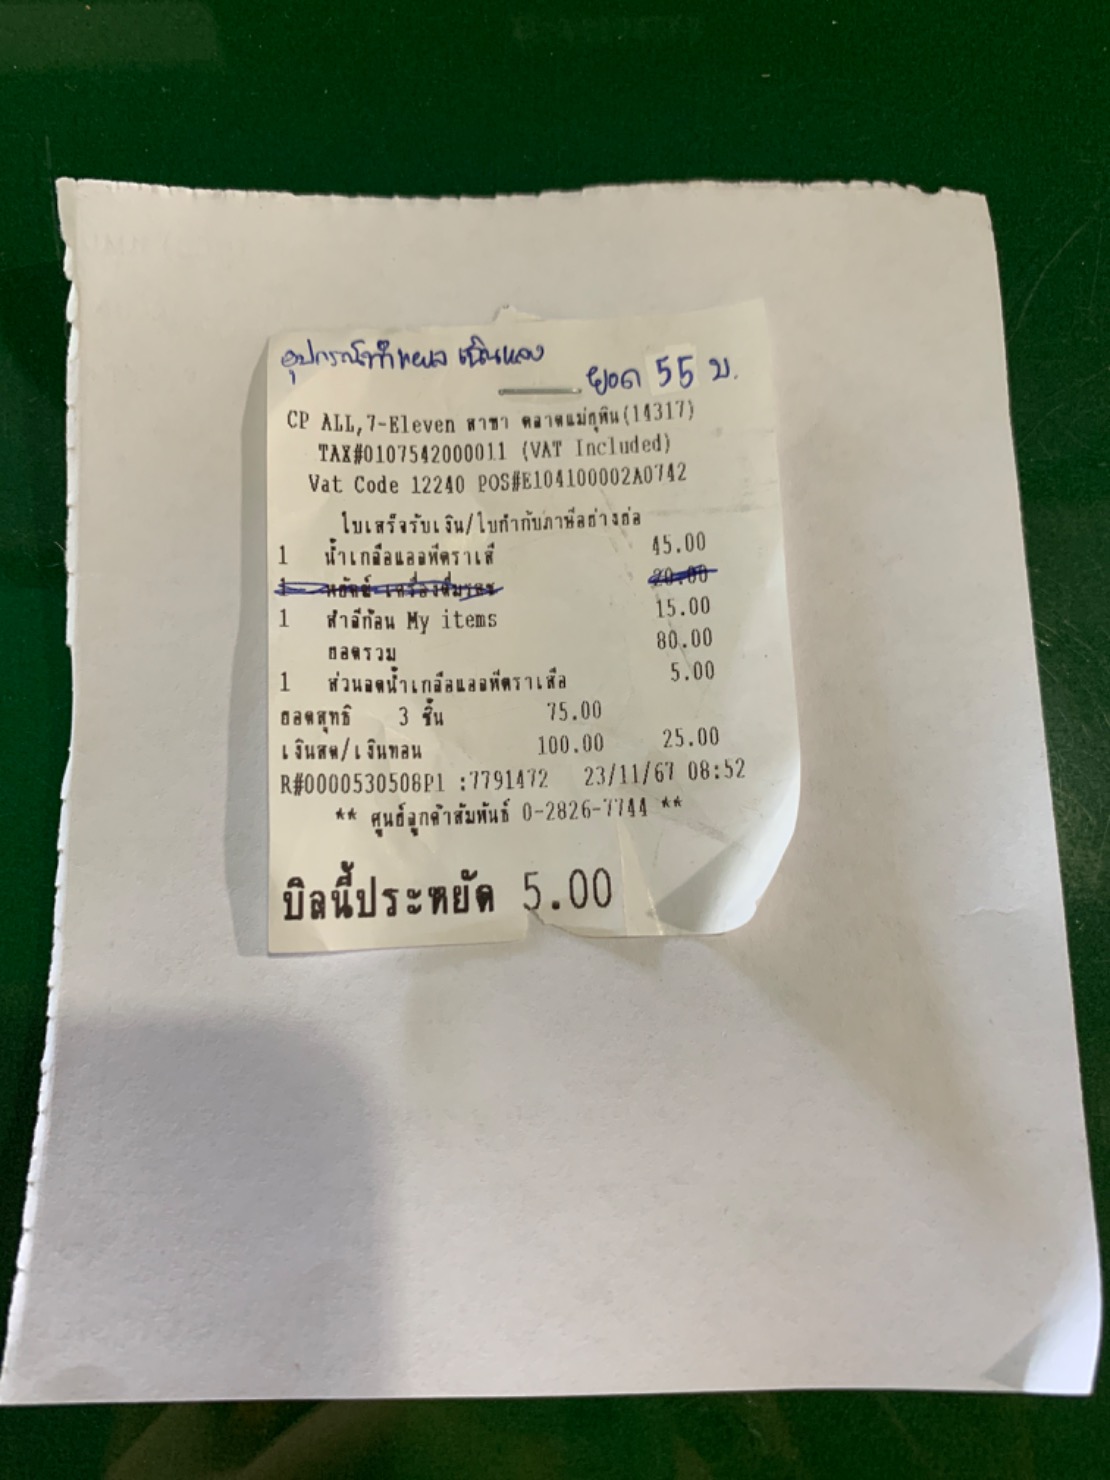 อุปกรณ์ทำแผล
ยอด 55 บ.
CP ALL,7-Eleven สาขา ตลาดแม่กุหีน(14317)
TAX#0107542000011 (VAT Included)
Vat Code 12240 POS#E104100002A0742
ใบเสร็จรับเงิน/ใบกำกับภาษีอย่างย่อ
1 น้ำเกลือแอลพีตราเสื 45.00
20.00
1 สำลีก้อน My items 15.00
ยอดรวม 80.00
1 ส่วนลดน้ำเกลือแอลพีตราเสือ 5.00
ยอดสุทธิ 3 ชิ้น 75.00
เงินสด/เงินทอน 100.00 25.00
R#0000530508P1 :7791472 23/11/67 08:52
** ศูนย์ลูกค้าสัมพันธ์ 0-2826-7744 **
บิลนี้ประหยัด 5.00